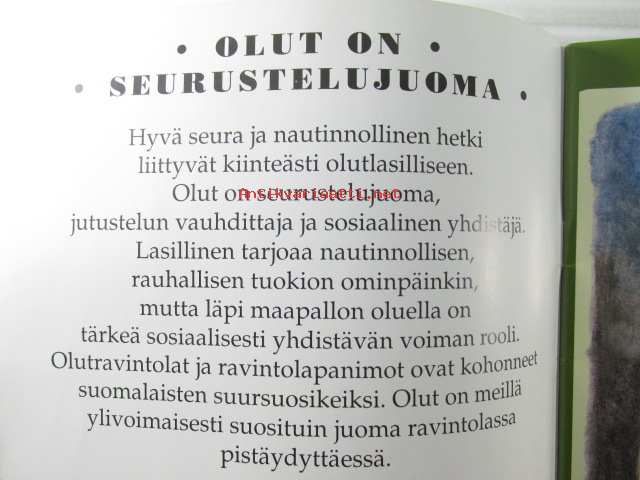 • OLUT ON •
• SEURUSTELUJUOMA •
Hyvä seura ja nautinnollinen hetki
liittyvät kiinteästi olutlasilliseen.
Olut on seurustelujuoma,
Antikvariaatti.net
jutustelun vauhdittaja ja sosiaalinen yhdistäjä.
Lasillinen tarjoaa nautinnollisen,
rauhallisen tuokion ominpäinkin,
mutta läpi maapallon oluella on
tärkeä sosiaalisesti yhdistävän voiman rooli.
Olutravintolat ja ravintolapanimot ovat kohonneet
suomalaisten suursuosikeiksi. Olut on meillä
ylivoimaisesti suosituin juoma ravintolassa
pistäydyttäessä.